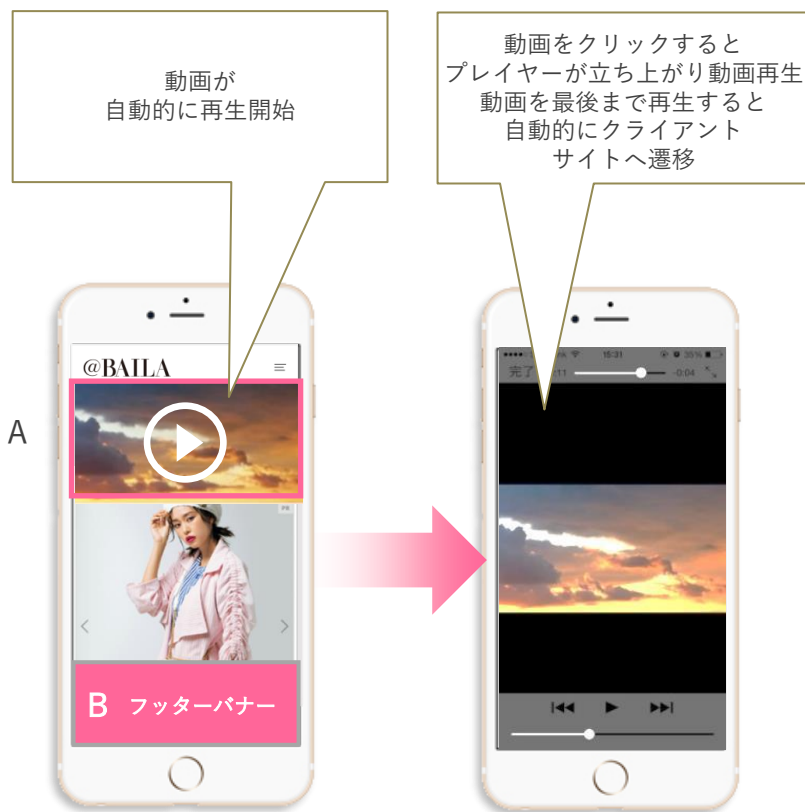 動画が
自動的に再生開始
動画をクリックすると
プレイヤーが立ち上がり動画再生
動画を最後まで再生すると
自動的にクライアント
サイトへ遷移
@BAILA
A
PR
B フッターバナー
15:31
35%
完了
-0:04